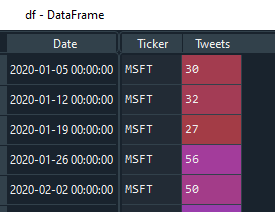 df - DataFrame
Date Ticker Tweets
2020-01-05 00:00:00 MSFT 30
2020-01-12 00:00:00 MSFT 32
2020-01-19 00:00:00 MSFT 27
2020-01-26 00:00:00 MSFT 56
2020-02-02 00:00:00 MSFT 50